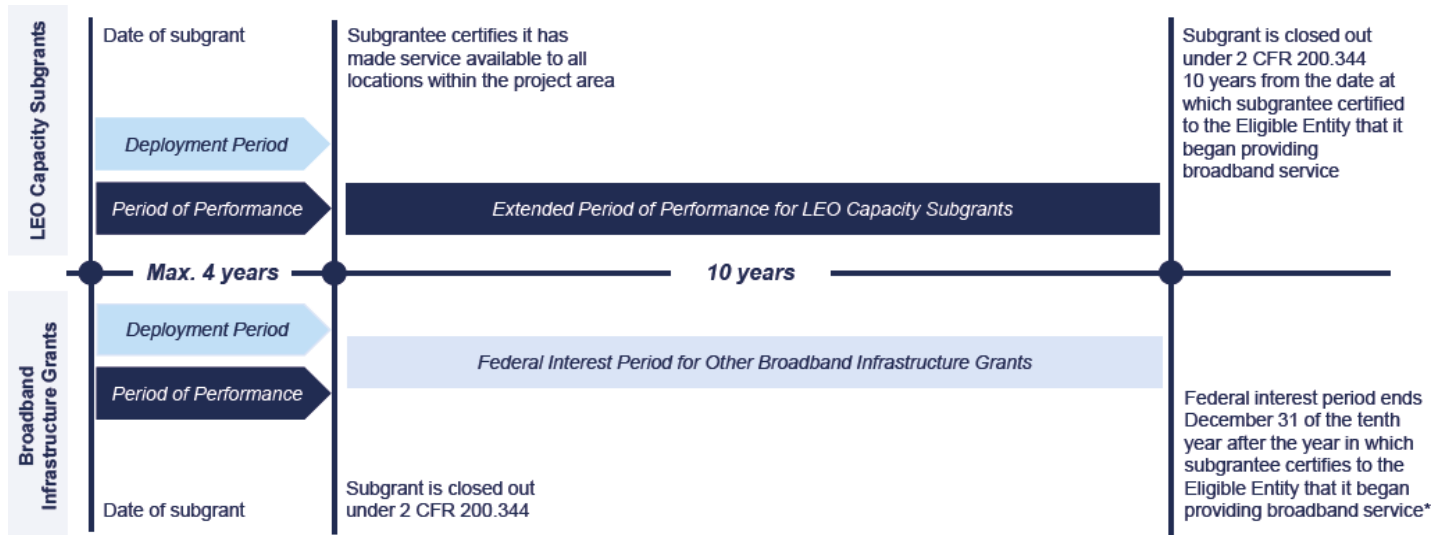 LEO Capacity Subgrants
Date of subgrant
Subgrantee certifies it has
made service available to all
locations within the project area
Subgrant is closed out
under 2 CFR 200.344
10 years from the date at
which subgrantee certified
to the Eligible Entity that it
began providing
broadband service
Deployment Period
Period of Performance
Extended Period of Performance for LEO Capacity Subgrants
Max. 4 years
10 years
Broadband
Infrastructure Grants
Deployment Period
Period of Performance
Federal Interest Period for Other Broadband Infrastructure Grants
Date of subgrant
Subgrant is closed out
under 2 CFR 200.344
Federal interest period ends
December 31 of the tenth
year after the year in which
subgrantee certifies to the
Eligible Entity that it began
providing broadband service*